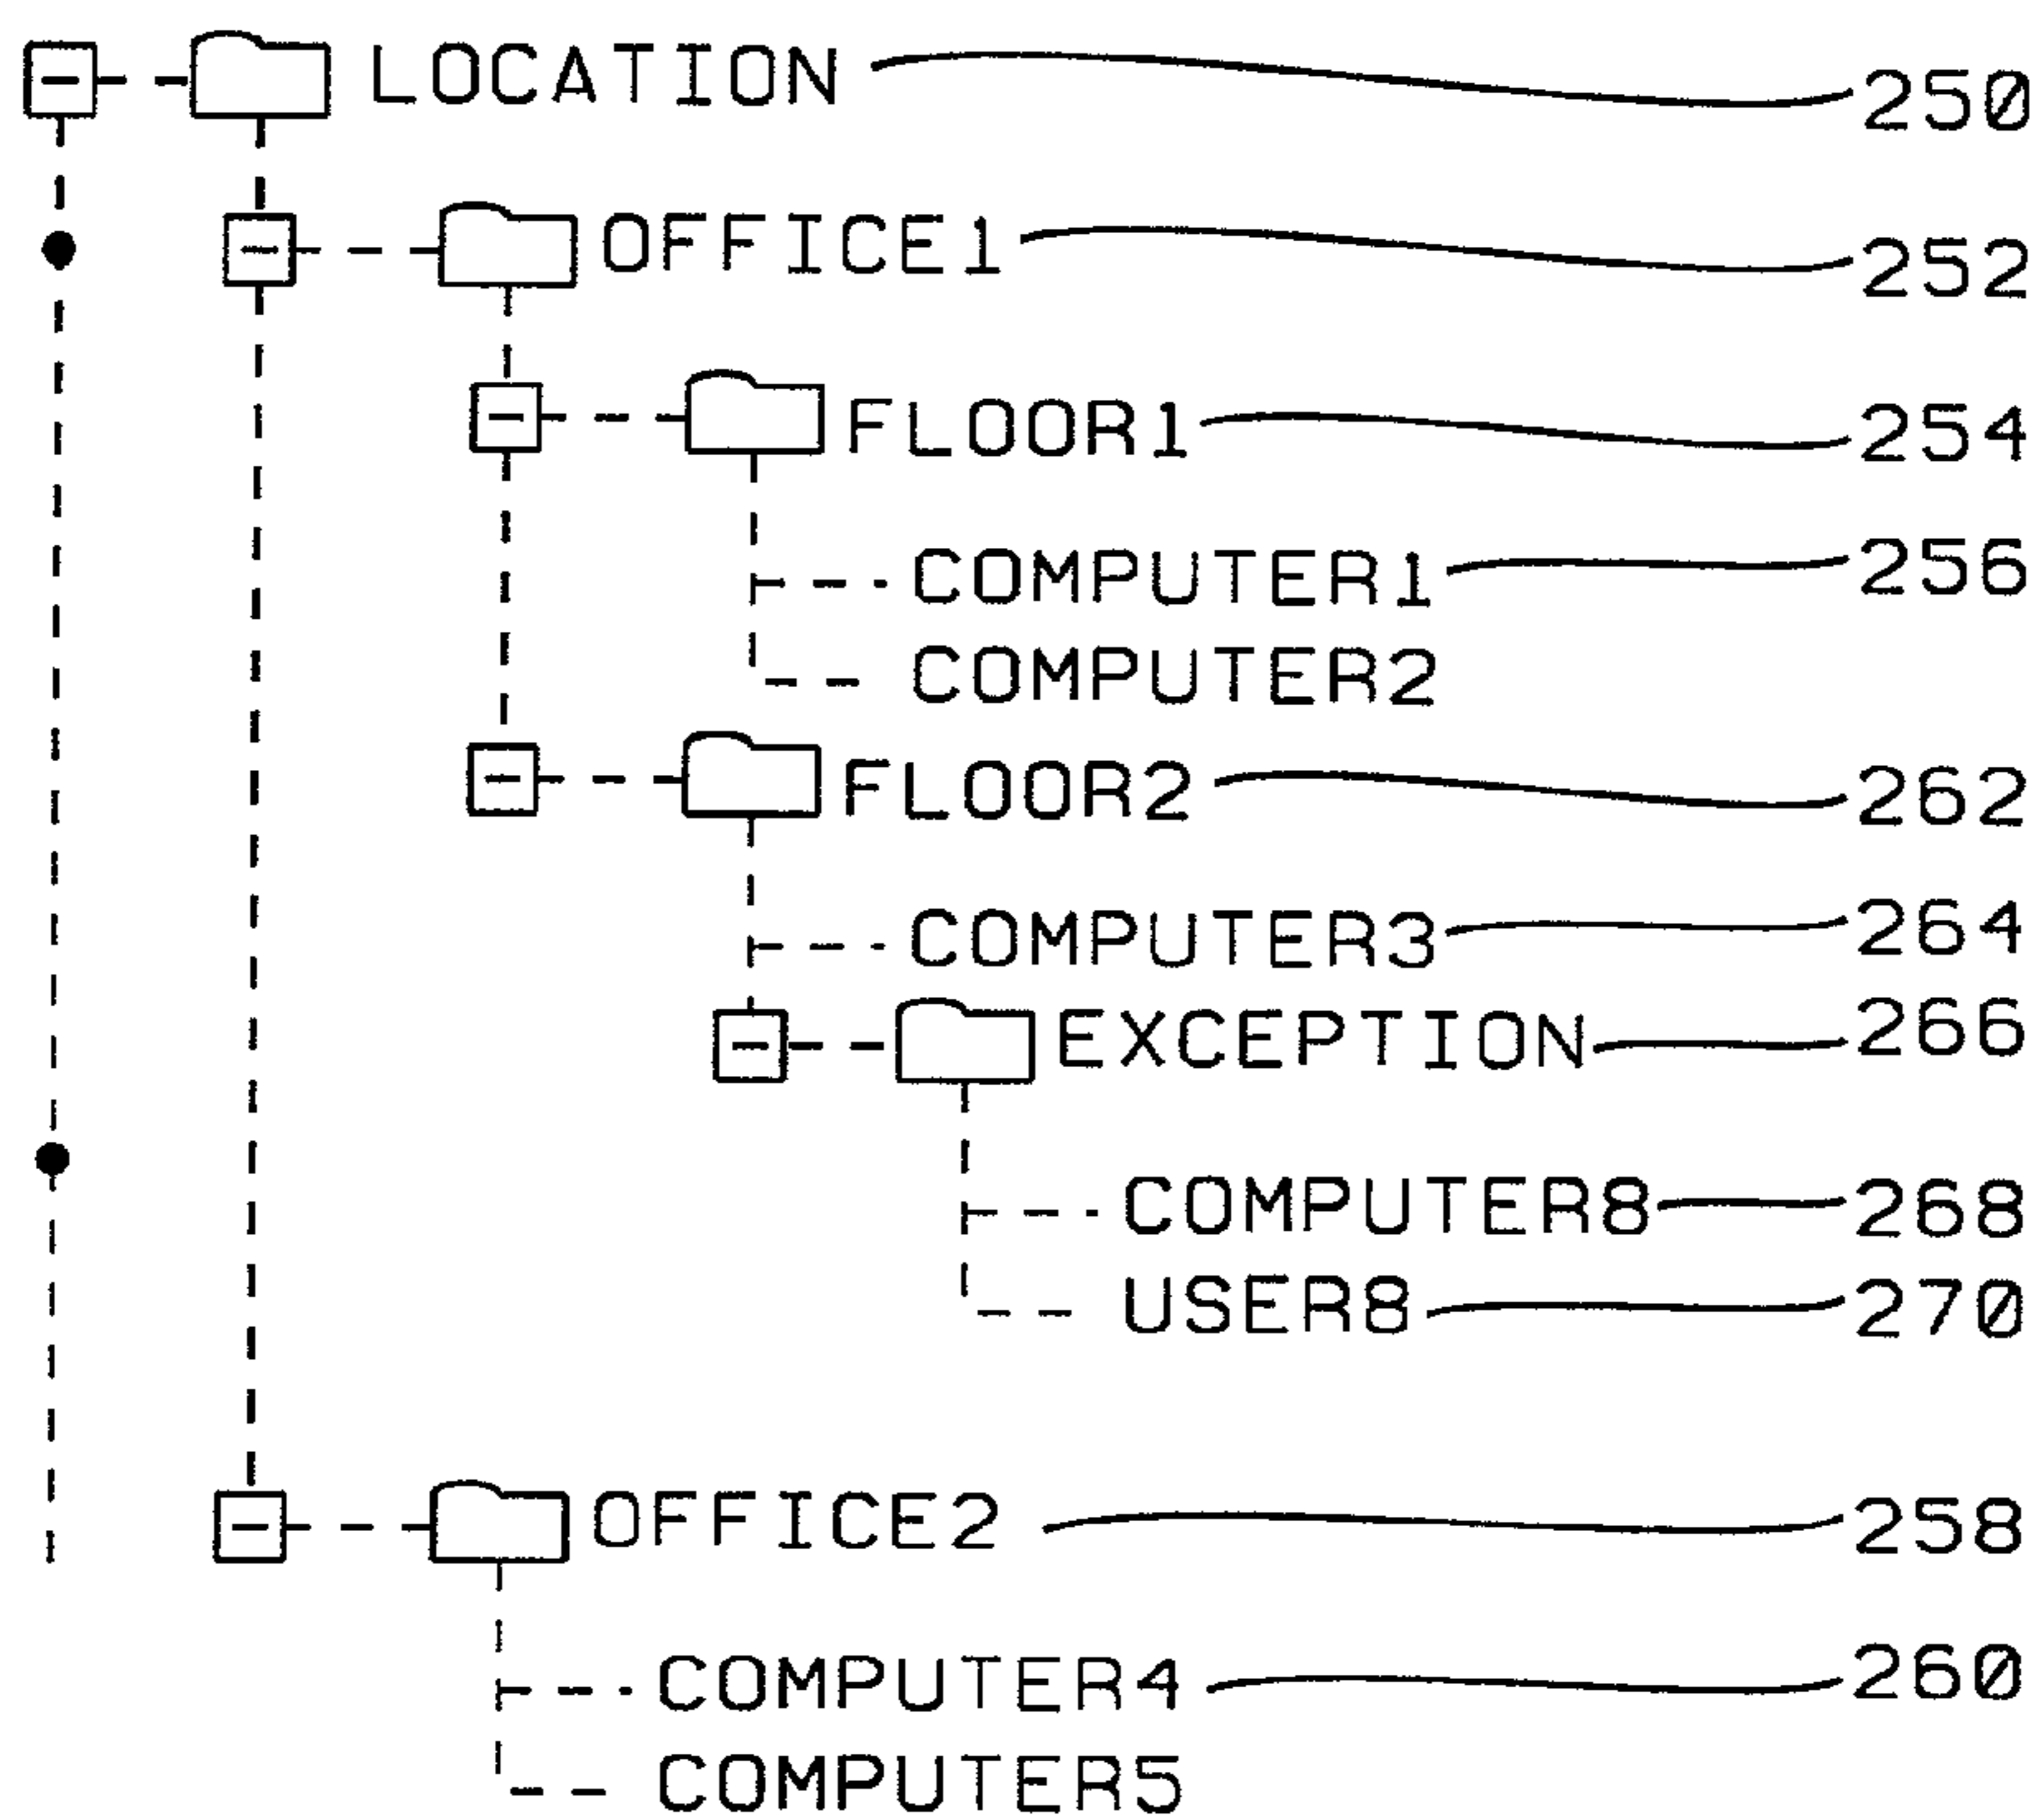 LOCATION 250
OFFICE1 252
FLOOR1 254
COMPUTER1 256
COMPUTER2
FLOOR2 262
COMPUTER3 264
EXCEPTION 266
COMPUTER8 268
USER8 270
OFFICE2 258
COMPUTER4 260
COMPUTER5